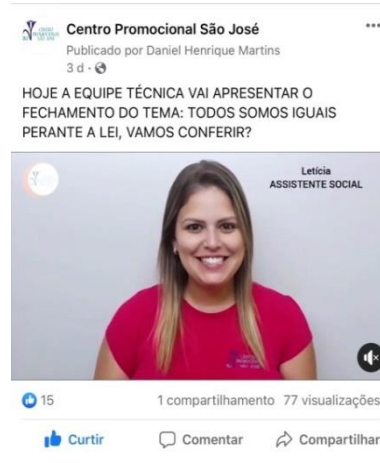 Centro Promocional São José
Publicado por Daniel Henrique Martins
3 d ·
HOJE A EQUIPE TÉCNICA VAI APRESENTAR O
FECHAMENTO DO TEMA: TODOS SOMOS IGUAIS
PERANTE A LEI, VAMOS CONFERIR?
Letícia
ASSISTENTE SOCIAL
15
1 compartilhamento 77 visualizações
Curtir
Comentar
Compartilhar